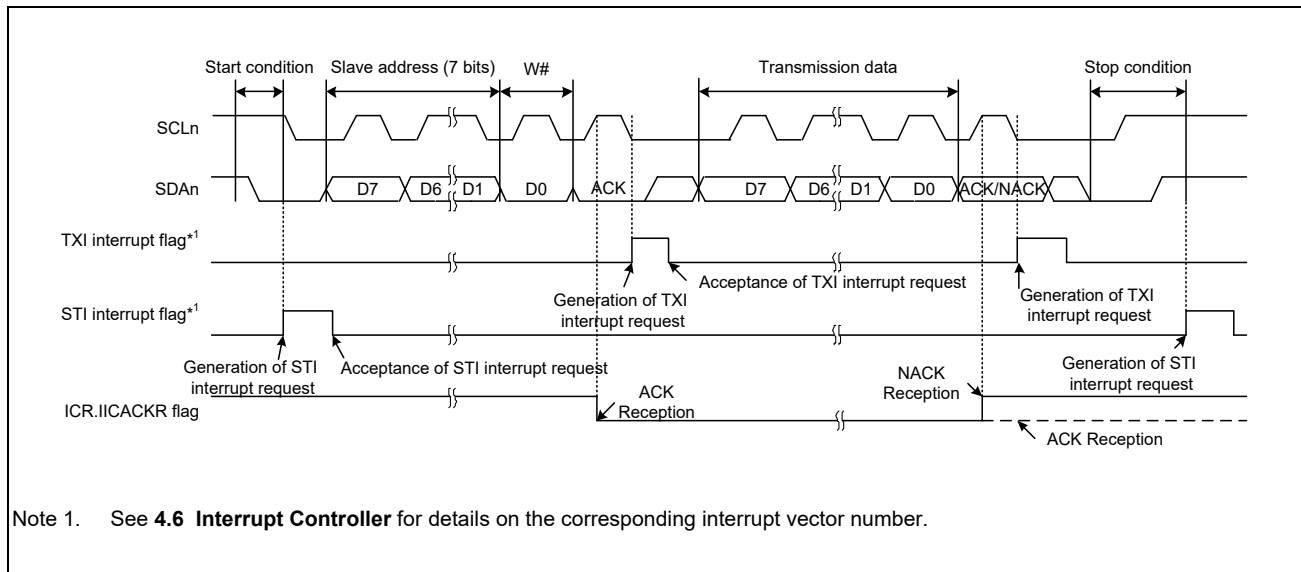 Start condition Slave address (7 bits) W# Transmission data Stop condition
SCLn
SDAn D7 D6 D1 D0 ACK D7 D6 D1 D0 ACK/NACK
TXI interrupt flag*1
Acceptance of TXI interrupt request
Generation of TXI
interrupt request
Generation of TXI
interrupt request
STI interrupt flag*1
Generation of STI
interrupt request
Acceptance of STI interrupt request
Generation of STI
interrupt request
ICR.IICACKR flag
ACK
Reception
NACK
Reception
ACK Reception
Note 1. See 4.6 Interrupt Controller for details on the corresponding interrupt vector number.